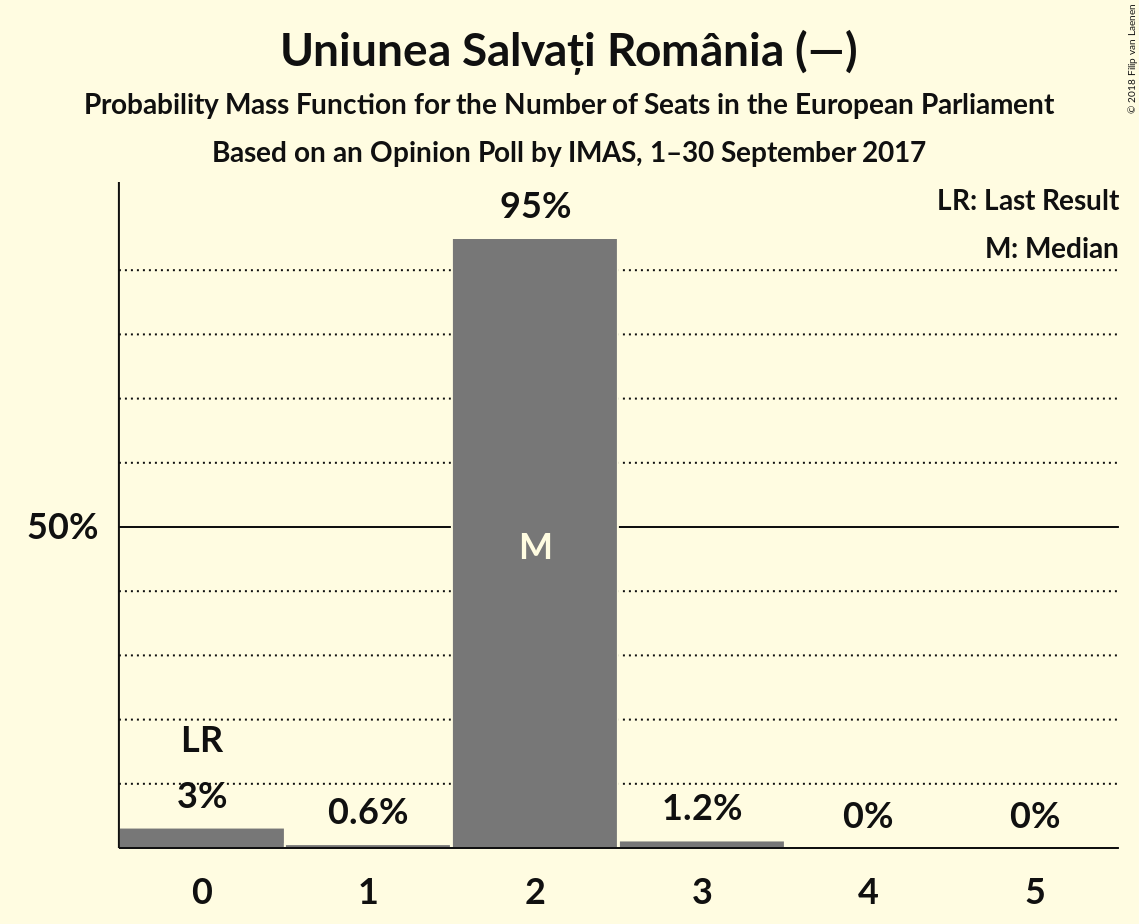 Uniunea Salvați România (—)
Probability Mass Function for the Number of Seats in the European Parliament
Based on an Opinion Poll by IMAS, 1–30 September 2017
© 2018 Filip van Laenen
LR: Last Result
M: Median
95%
50%
M
LR
3%
0.6%
1.2%
0%
0%
0 1 2 3 4 5